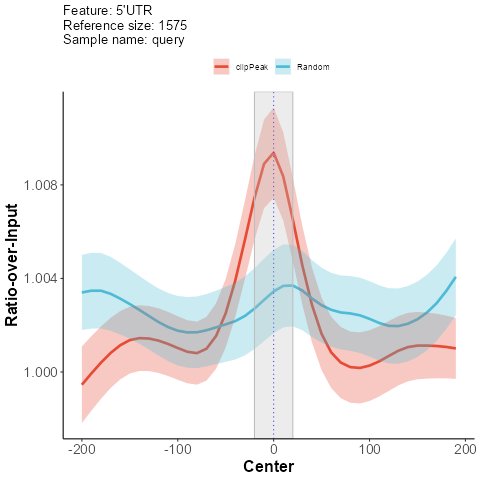 Feature: 5'UTR
Reference size: 1575
Sample name: query
clipPeak Random
Ratio-over-Input
1.008
1.004
1.000
-200 -100 0 100 200
Center